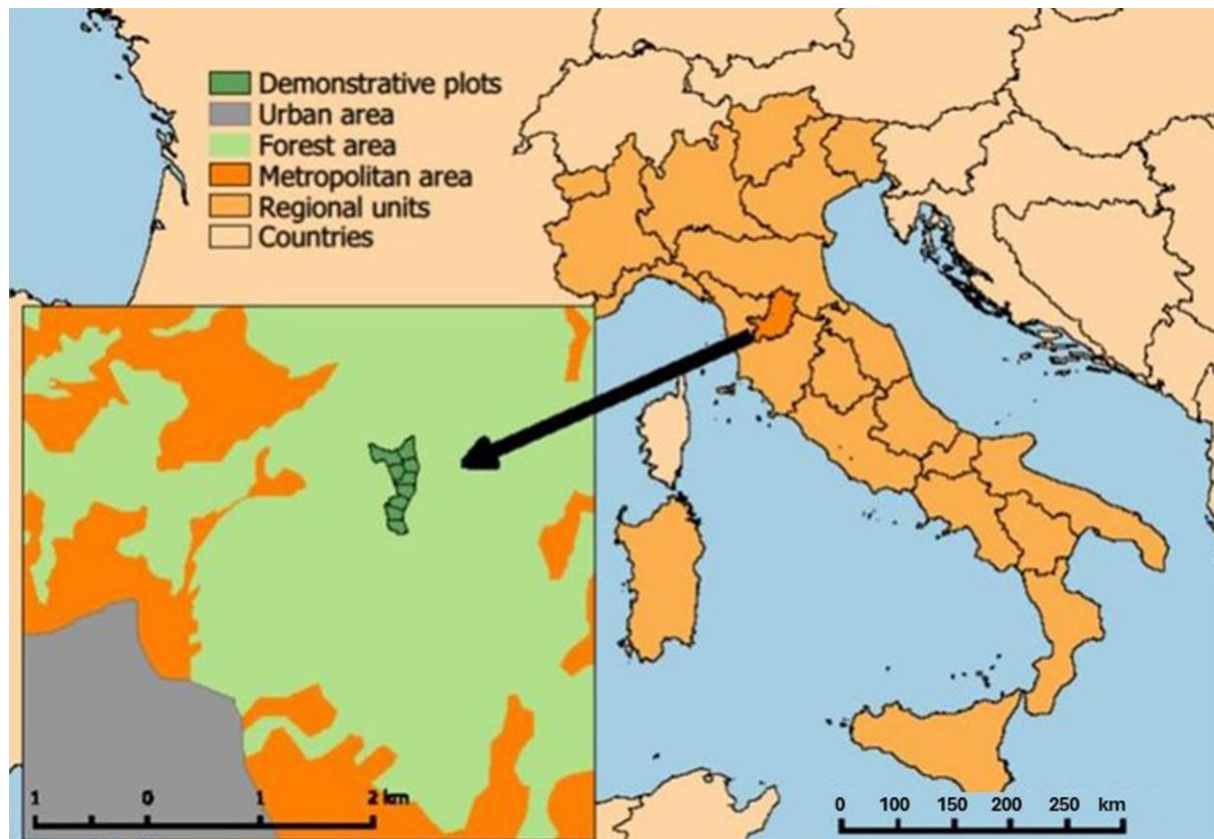 Demonstrative plots
Urban area
Forest area
Metropolitan area
Regional units
Countries
1 0 1 2 km
0 100 150 200 250 km